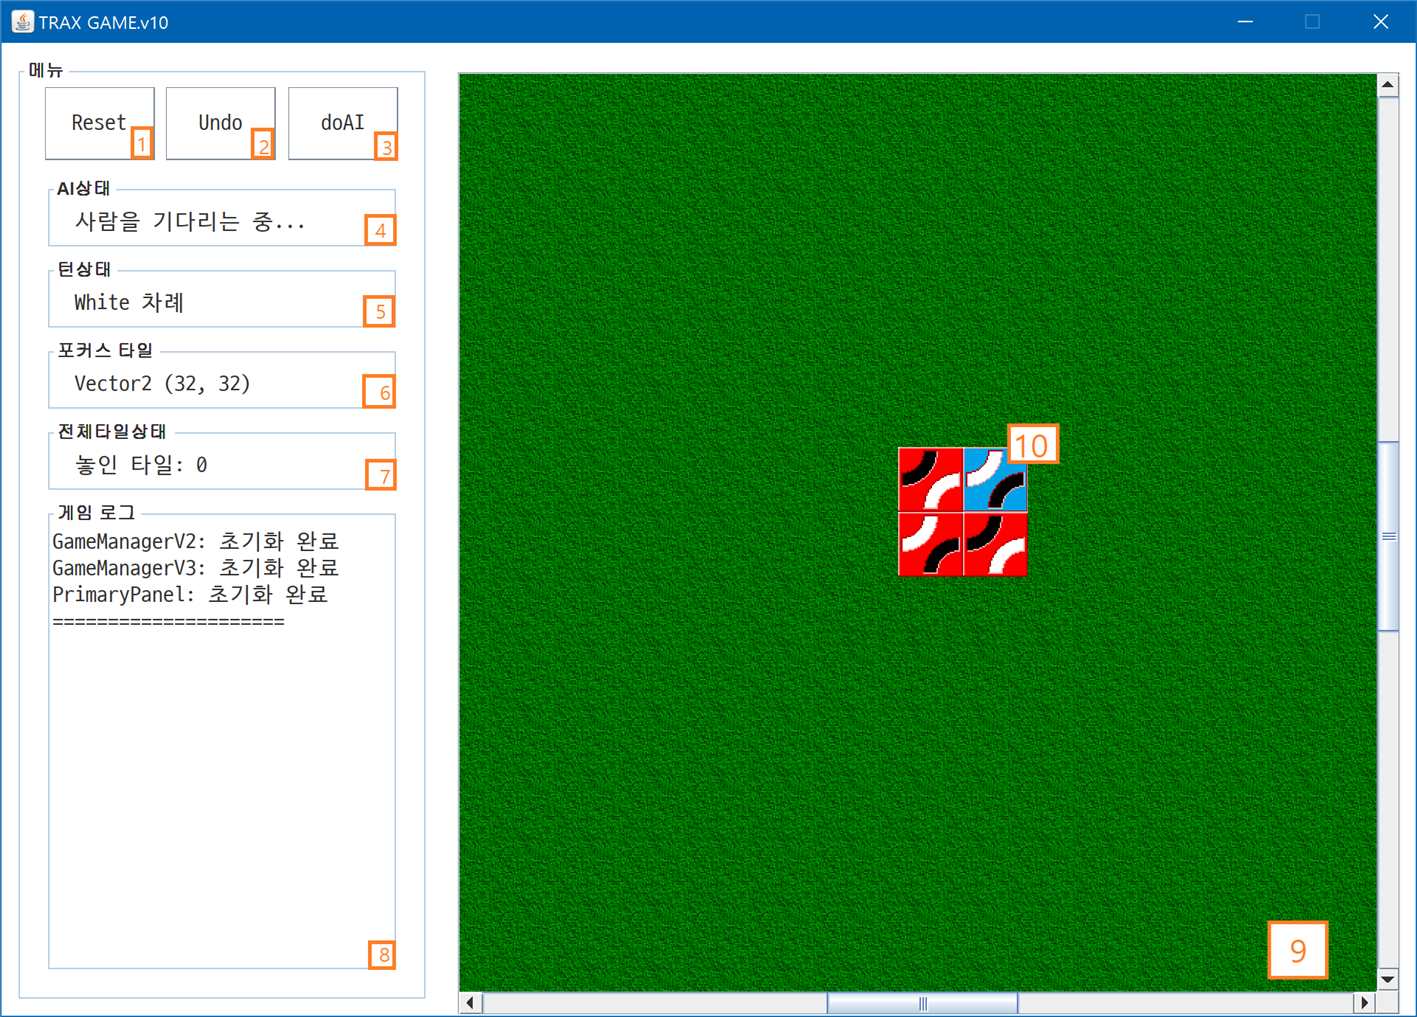 TRAX GAME.v10
메뉴
Reset
1
Undo
2
doAI
3
AI상태
사람을 기다리는 중...
4
턴상태
White 차례
5
포커스 타일
Vector2 (32, 32)
6
전체타일상태
놓인 타일: 0
7
게임 로그
GameManagerV2: 초기화 완료
GameManagerV3: 초기화 완료
PrimaryPanel: 초기화 완료
=====================
8
10
9